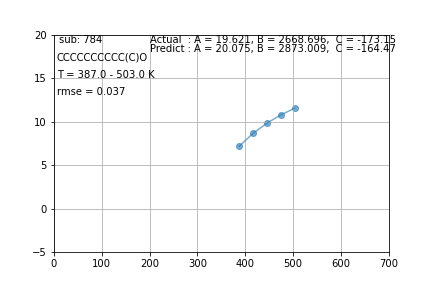 sub: 784
Actual : A = 19.621, B = 2668.696, C = -173.15
Predict : A = 20.075, B = 2873.009, C = -164.47
CCCCCCCCCC(C)O
T = 387.0 - 503.0 K
rmse = 0.037
20
15
10
5
0
−5
0 100 200 300 400 500 600 700